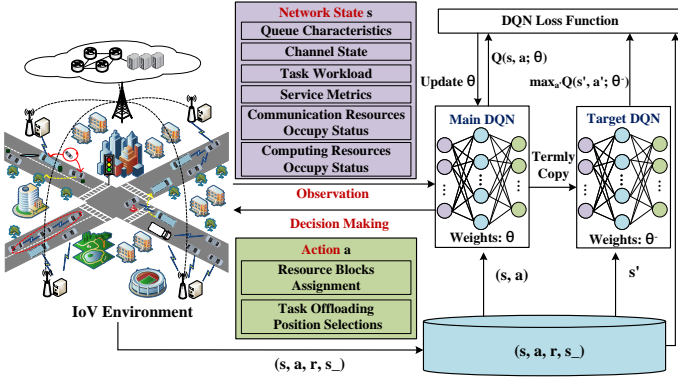 Network State s
Queue Characteristics
Channel State
Task Workload
Service Metrics
Communication Resources
Occupy Status
Computing Resources
Occupy Status
DQN Loss Function
Update θ
Q(s, a; θ)
maxₐ' Q(s', a'; θ⁻)
Main DQN
Weights: θ
Termly
Copy
Target DQN
Weights: θ⁻
Observation
Decision Making
Action a
Resource Blocks
Assignment
Task Offloading
Position Selections
IoV Environment
(s, a)
s'
(s, a, r, s_)
(s, a, r, s_)